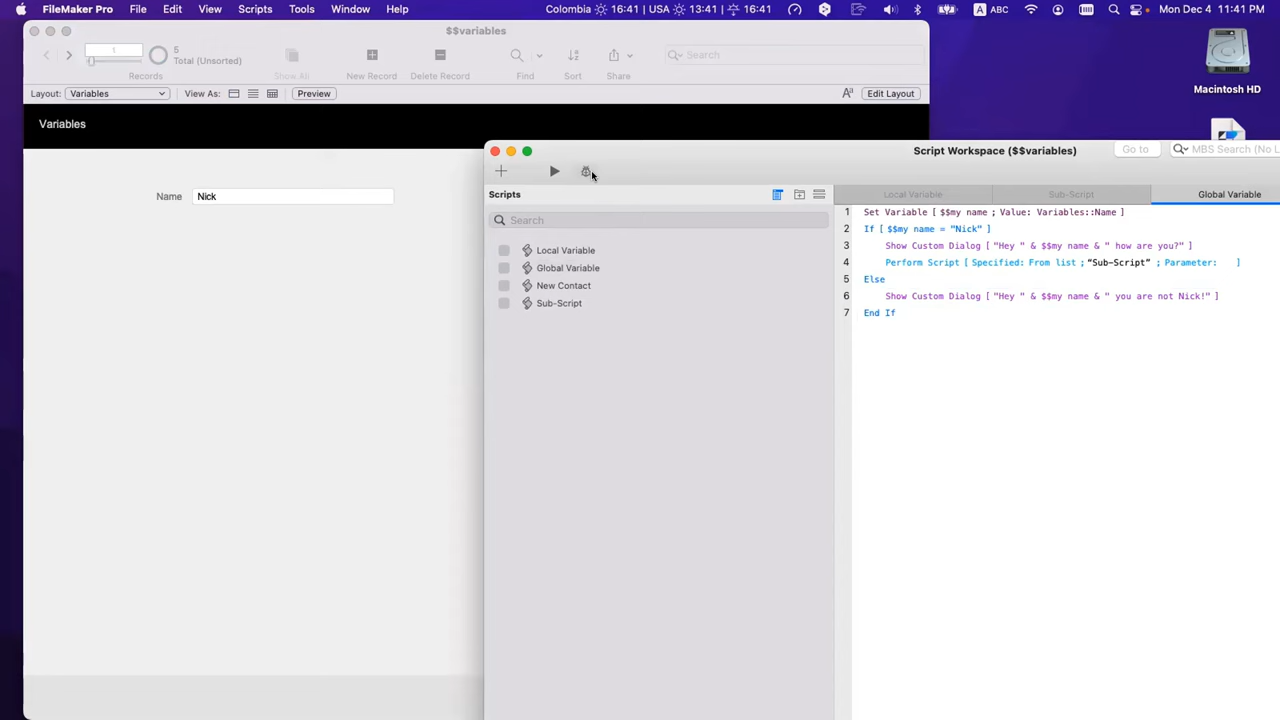 FileMaker Pro File Edit View Scripts Tools Window Help Colombia 16:41 | USA 13:41 | 16:41 ABC Mon Dec 4 11:41 PM
$$variables
1 5
Total (Unsorted)
Search
Records Show All New Record Delete Record Find Sort Share
Layout: Variables View As: Preview Aa Edit Layout
Macintosh HD
Variables
Name Nick
Script Workspace ($$variables) Go to MBS Search (No L
Scripts
Search
Local Variable
Global Variable
New Contact
Sub-Script
Local Variable Sub-Script Global Variable
1 Set Variable [ $$my name ; Value: Variables::Name ]
2 If [ $$my name = "Nick" ]
3 Show Custom Dialog [ "Hey " & $$my name & " how are you?" ]
4 Perform Script [ Specified: From list ; “Sub-Script” ; Parameter: ]
5 Else
6 Show Custom Dialog [ "Hey " & $$my name & " you are not Nick!" ]
7 End If